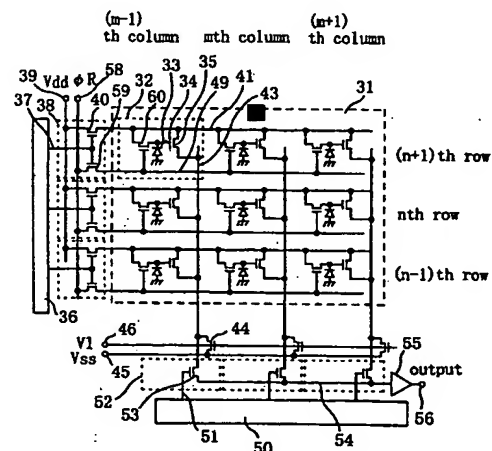 (m-1) (m+1)
th column mth column th column
39 Vdd φR 58 32 33 34 35 49 41 31
37 38 40 59 60 43
(n+1)th row
nth row
(n-1)th row
36
V1 46 44 55 output
Vss
52 45 56
53
51 50 54